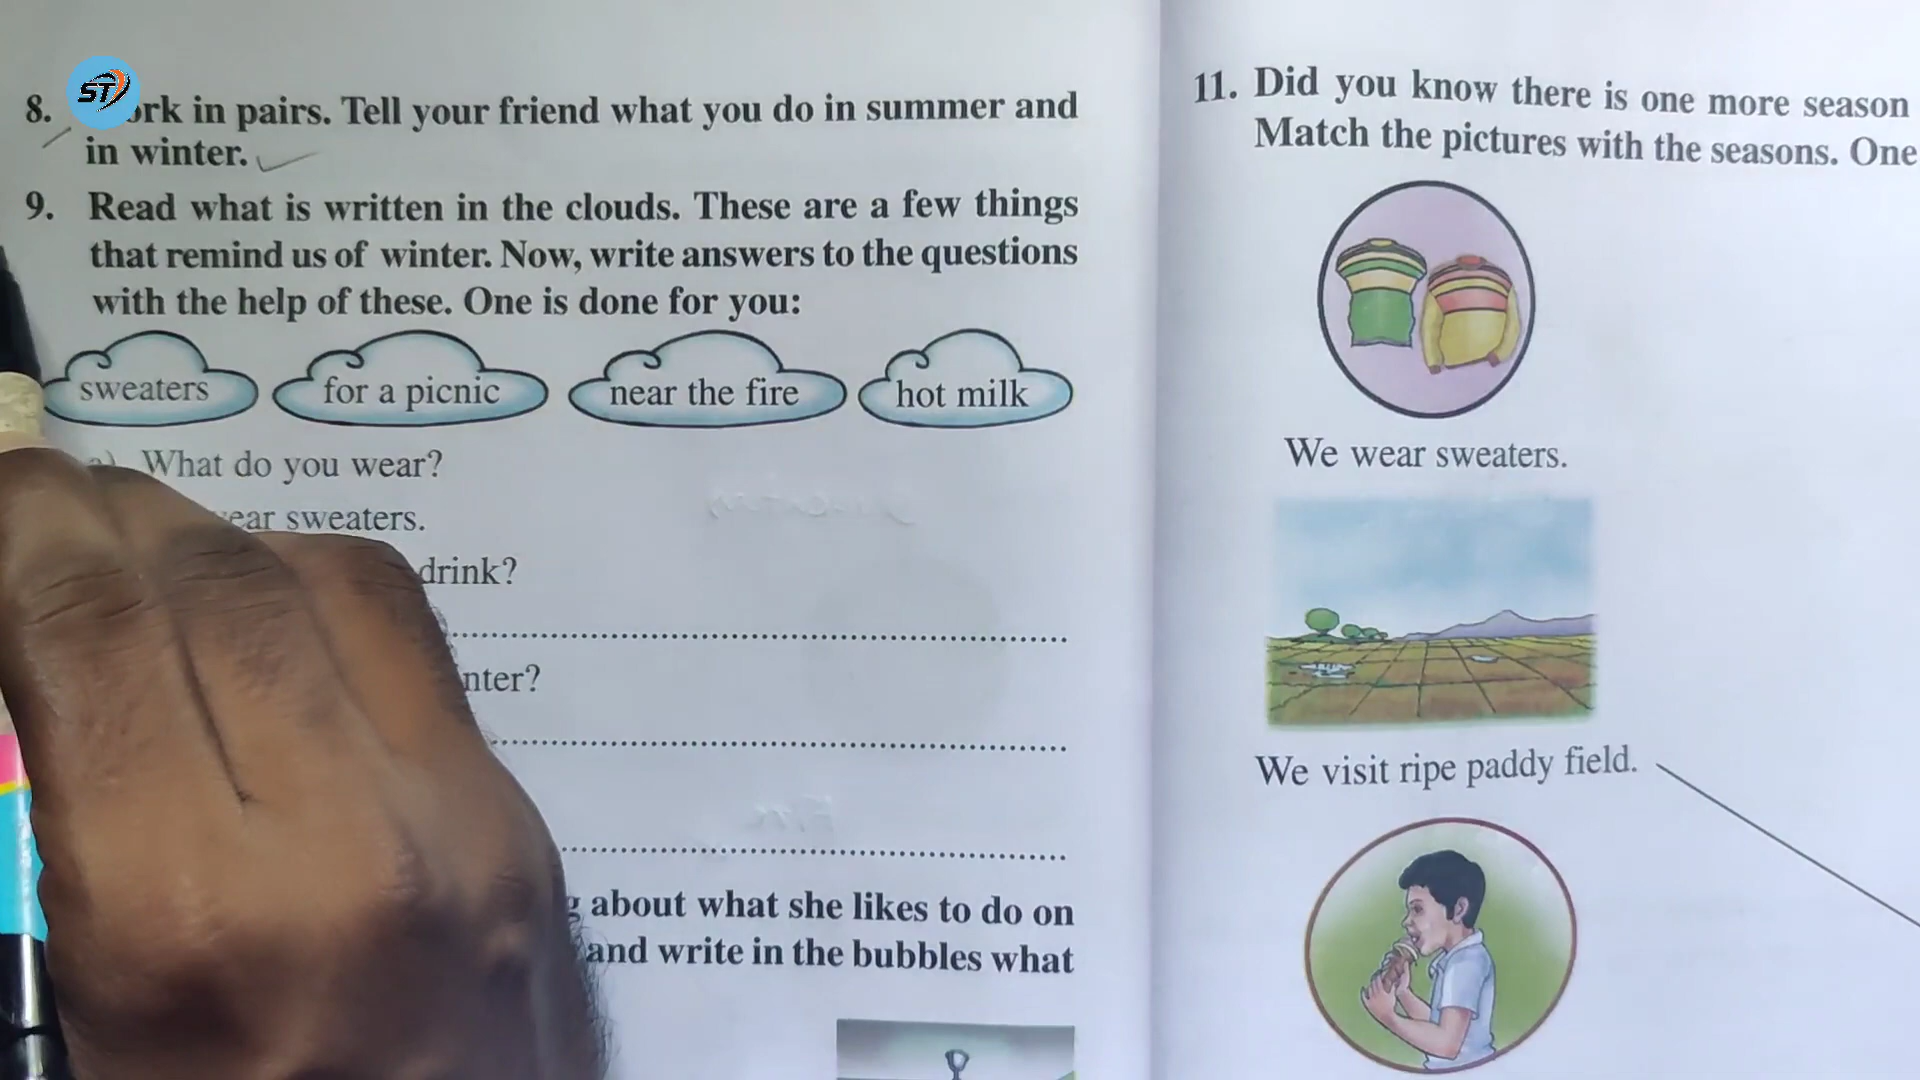 ST
8. ork in pairs. Tell your friend what you do in summer and
in winter.
9. Read what is written in the clouds. These are a few things
that remind us of winter. Now, write answers to the questions
with the help of these. One is done for you:
sweaters for a picnic near the fire hot milk
What do you wear?
ear sweaters.
drink?
nter?
about what she likes to do on
and write in the bubbles what
11. Did you know there is one more season
Match the pictures with the seasons. One
We wear sweaters.
We visit ripe paddy field.